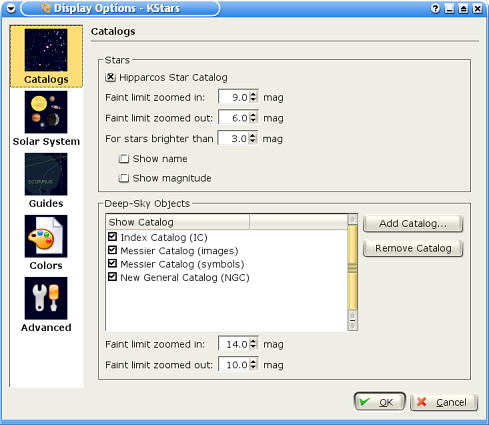 Display Options - KStars
Catalogs
Solar System
SCORPIUS
Guides
Colors
Advanced
Catalogs
Stars
Hipparcos Star Catalog
Faint limit zoomed in: 9.0 mag
Faint limit zoomed out: 6.0 mag
For stars brighter than 3.0 mag
Show name
Show magnitude
Deep-Sky Objects
Show Catalog
Index Catalog (IC)
Messier Catalog (images)
Messier Catalog (symbols)
New General Catalog (NGC)
Add Catalog...
Remove Catalog
Faint limit zoomed in: 14.0 mag
Faint limit zoomed out: 10.0 mag
OK
Cancel